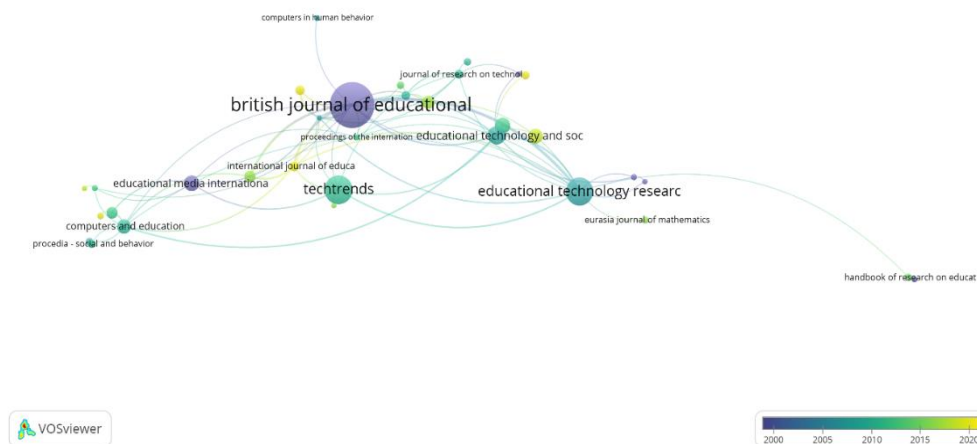 computers in human behavior
journal of research on technol
british journal of educational
proceedings of the internation
educational technology and soc
international journal of educa
educational media internationa
techtrends
educational technology researc
eurasia journal of mathematics
computers and education
procedia - social and behavior
handbook of research on educat
VOSviewer
2000 2005 2010 2015 2020